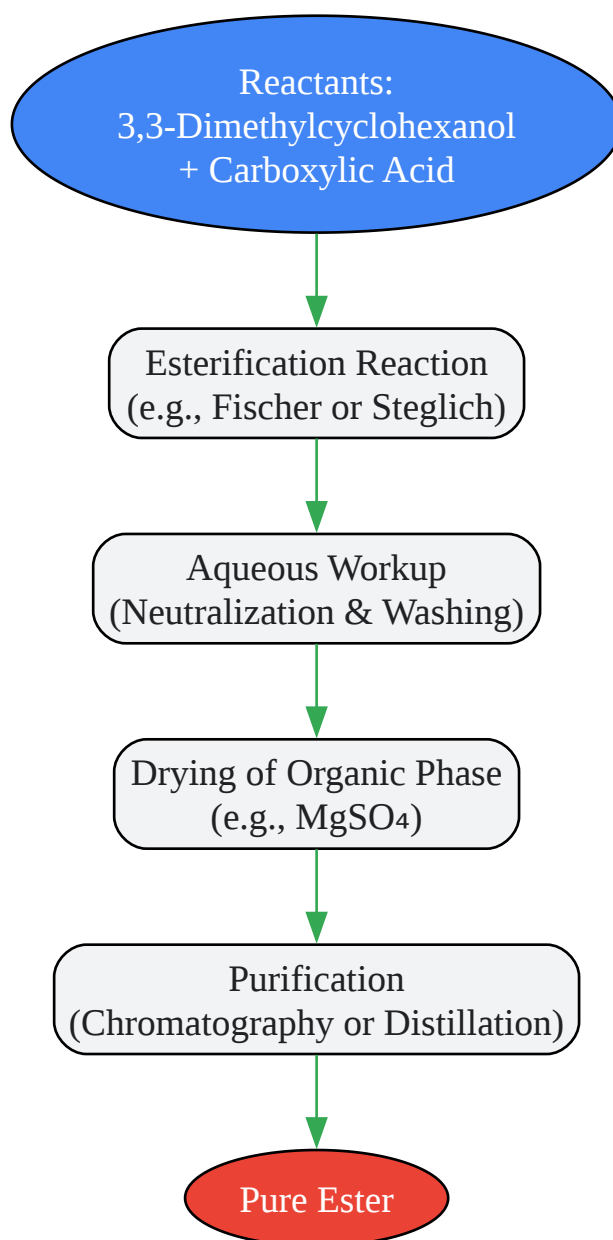 Reactants:
3,3-Dimethylcyclohexanol
+ Carboxylic Acid
Esterification Reaction
(e.g., Fischer or Steglich)
Aqueous Workup
(Neutralization & Washing)
Drying of Organic Phase
(e.g., MgSO₄)
Purification
(Chromatography or Distillation)
Pure Ester